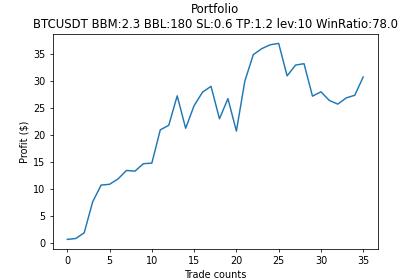 Portfolio
BTCUSDT BBM:2.3 BBL:180 SL:0.6 TP:1.2 lev:10 WinRatio:78.0
35
30
25
20
15
10
5
0
Profit ($)
0 5 10 15 20 25 30 35
Trade counts